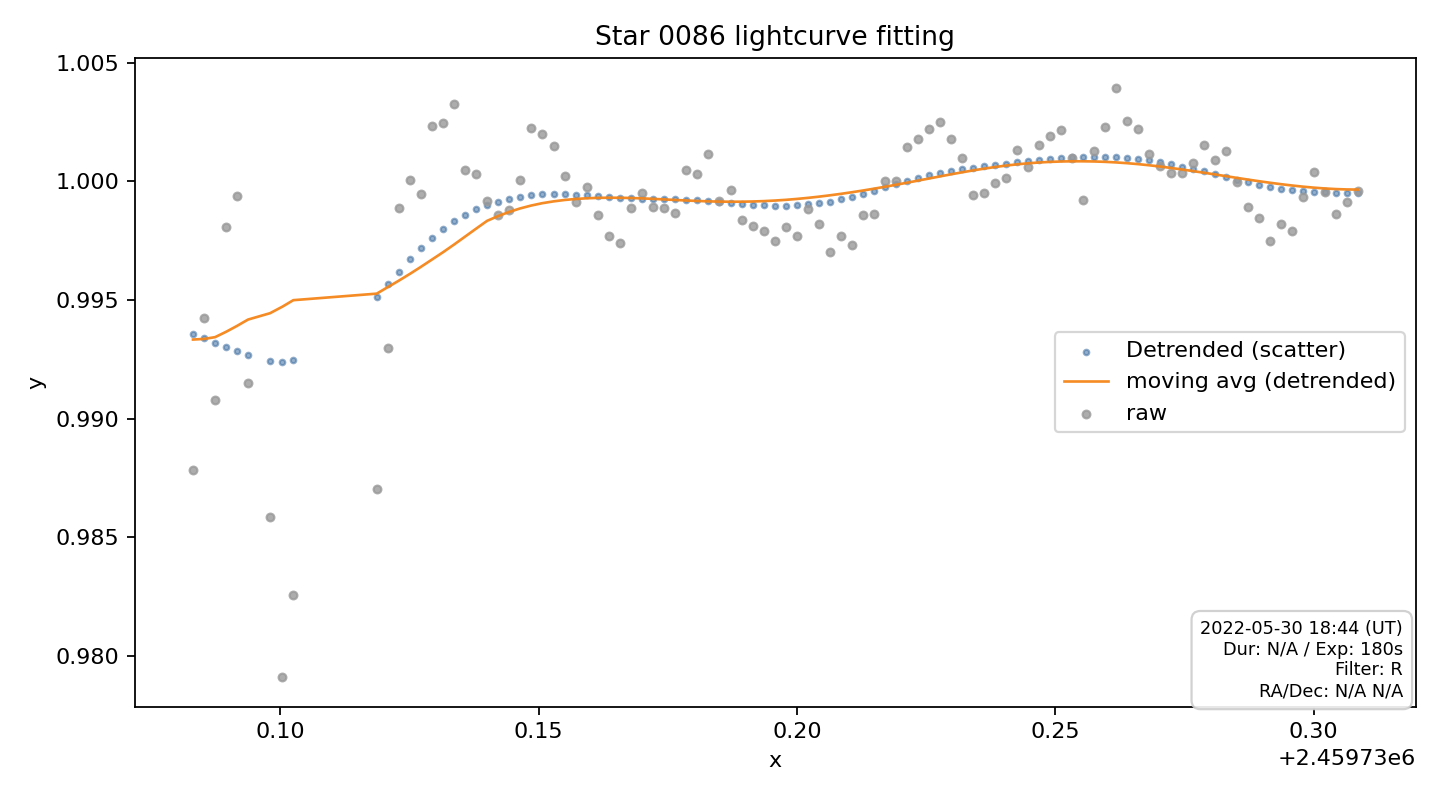 Star 0086 lightcurve fitting
1.005
1.000
0.995
0.990
0.985
0.980
y
Detrended (scatter)
moving avg (detrended)
raw
2022-05-30 18:44 (UT)
Dur: N/A / Exp: 180s
Filter: R
RA/Dec: N/A N/A
0.10 0.15 0.20 0.25 0.30
x
+2.45973e6